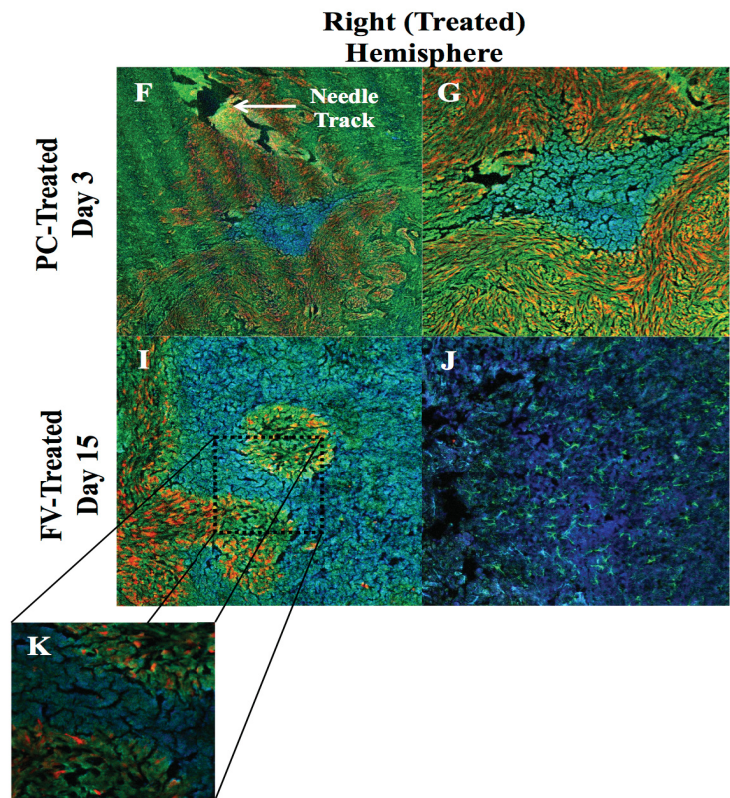 Right (Treated)
Hemisphere
PC-Treated
Day 3
F
Needle
Track
G
FV-Treated
Day 15
I
J
K